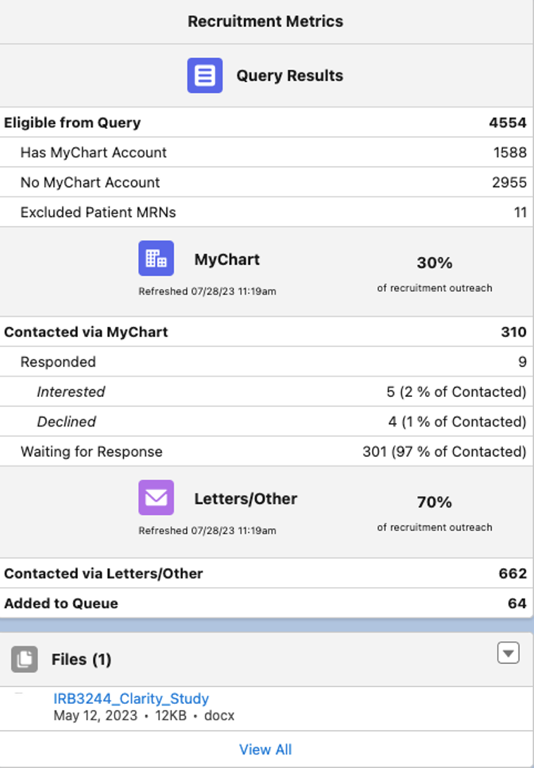 Recruitment Metrics
Query Results
Eligible from Query 4554
Has MyChart Account 1588
No MyChart Account 2955
Excluded Patient MRNs 11
MyChart 30%
Refreshed 07/28/23 11:19am of recruitment outreach
Contacted via MyChart 310
Responded 9
Interested 5 (2 % of Contacted)
Declined 4 (1 % of Contacted)
Waiting for Response 301 (97 % of Contacted)
Letters/Other 70%
Refreshed 07/28/23 11:19am of recruitment outreach
Contacted via Letters/Other 662
Added to Queue 64
Files (1)
IRB3244_Clarity_Study
May 12, 2023 • 12KB • docx
View All